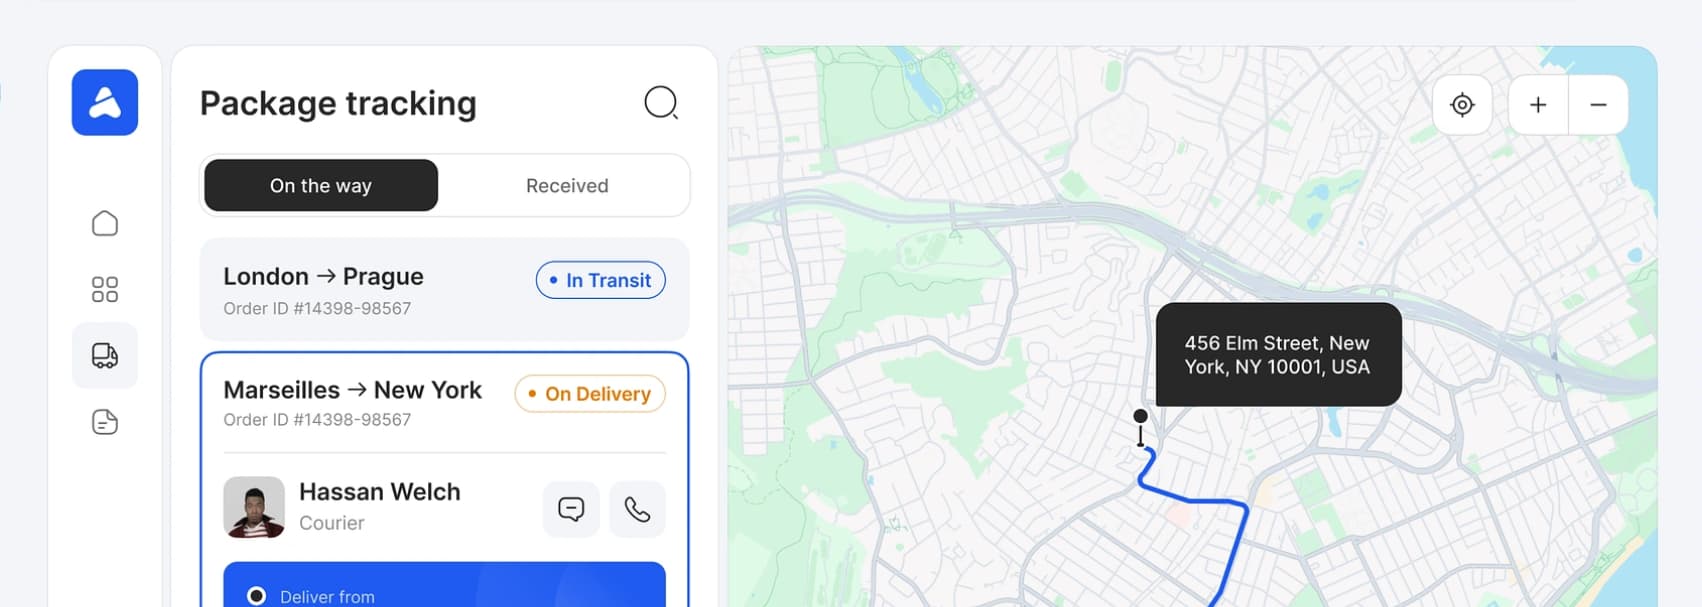 Package tracking
On the way
Received
London → Prague
In Transit
Order ID #14398-98567
Marseilles → New York
On Delivery
Order ID #14398-98567
Hassan Welch
Courier
Deliver from
456 Elm Street, New
York, NY 10001, USA